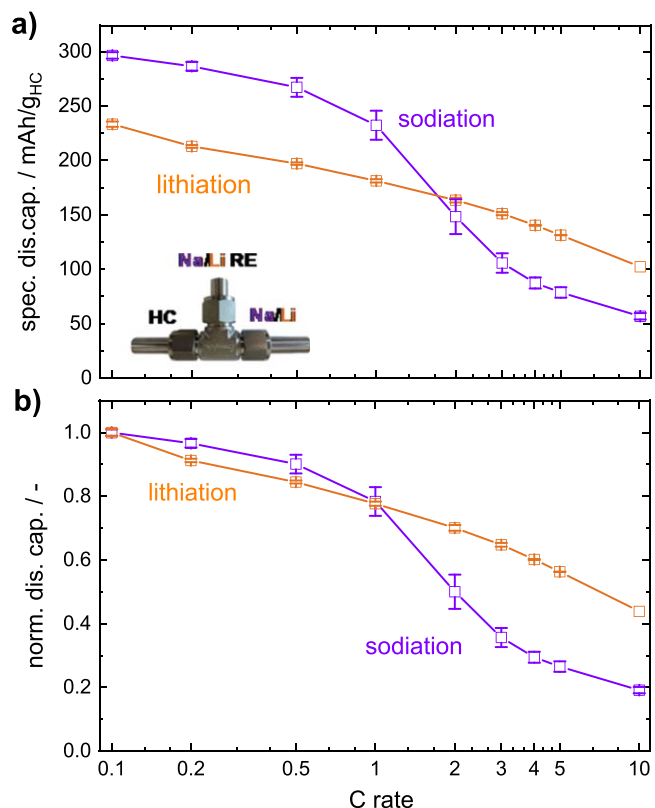 a)
300
250
200
150
100
50
0
spec. dis.cap. / mAh/g_HC
sodiation
lithiation
Na/Li RE
HC
Na/Li
b)
1.0
0.8
0.6
0.4
0.2
0.0
norm. dis. cap. / -
lithiation
sodiation
0.1 0.2 0.5 1 2 3 4 5 10
C rate